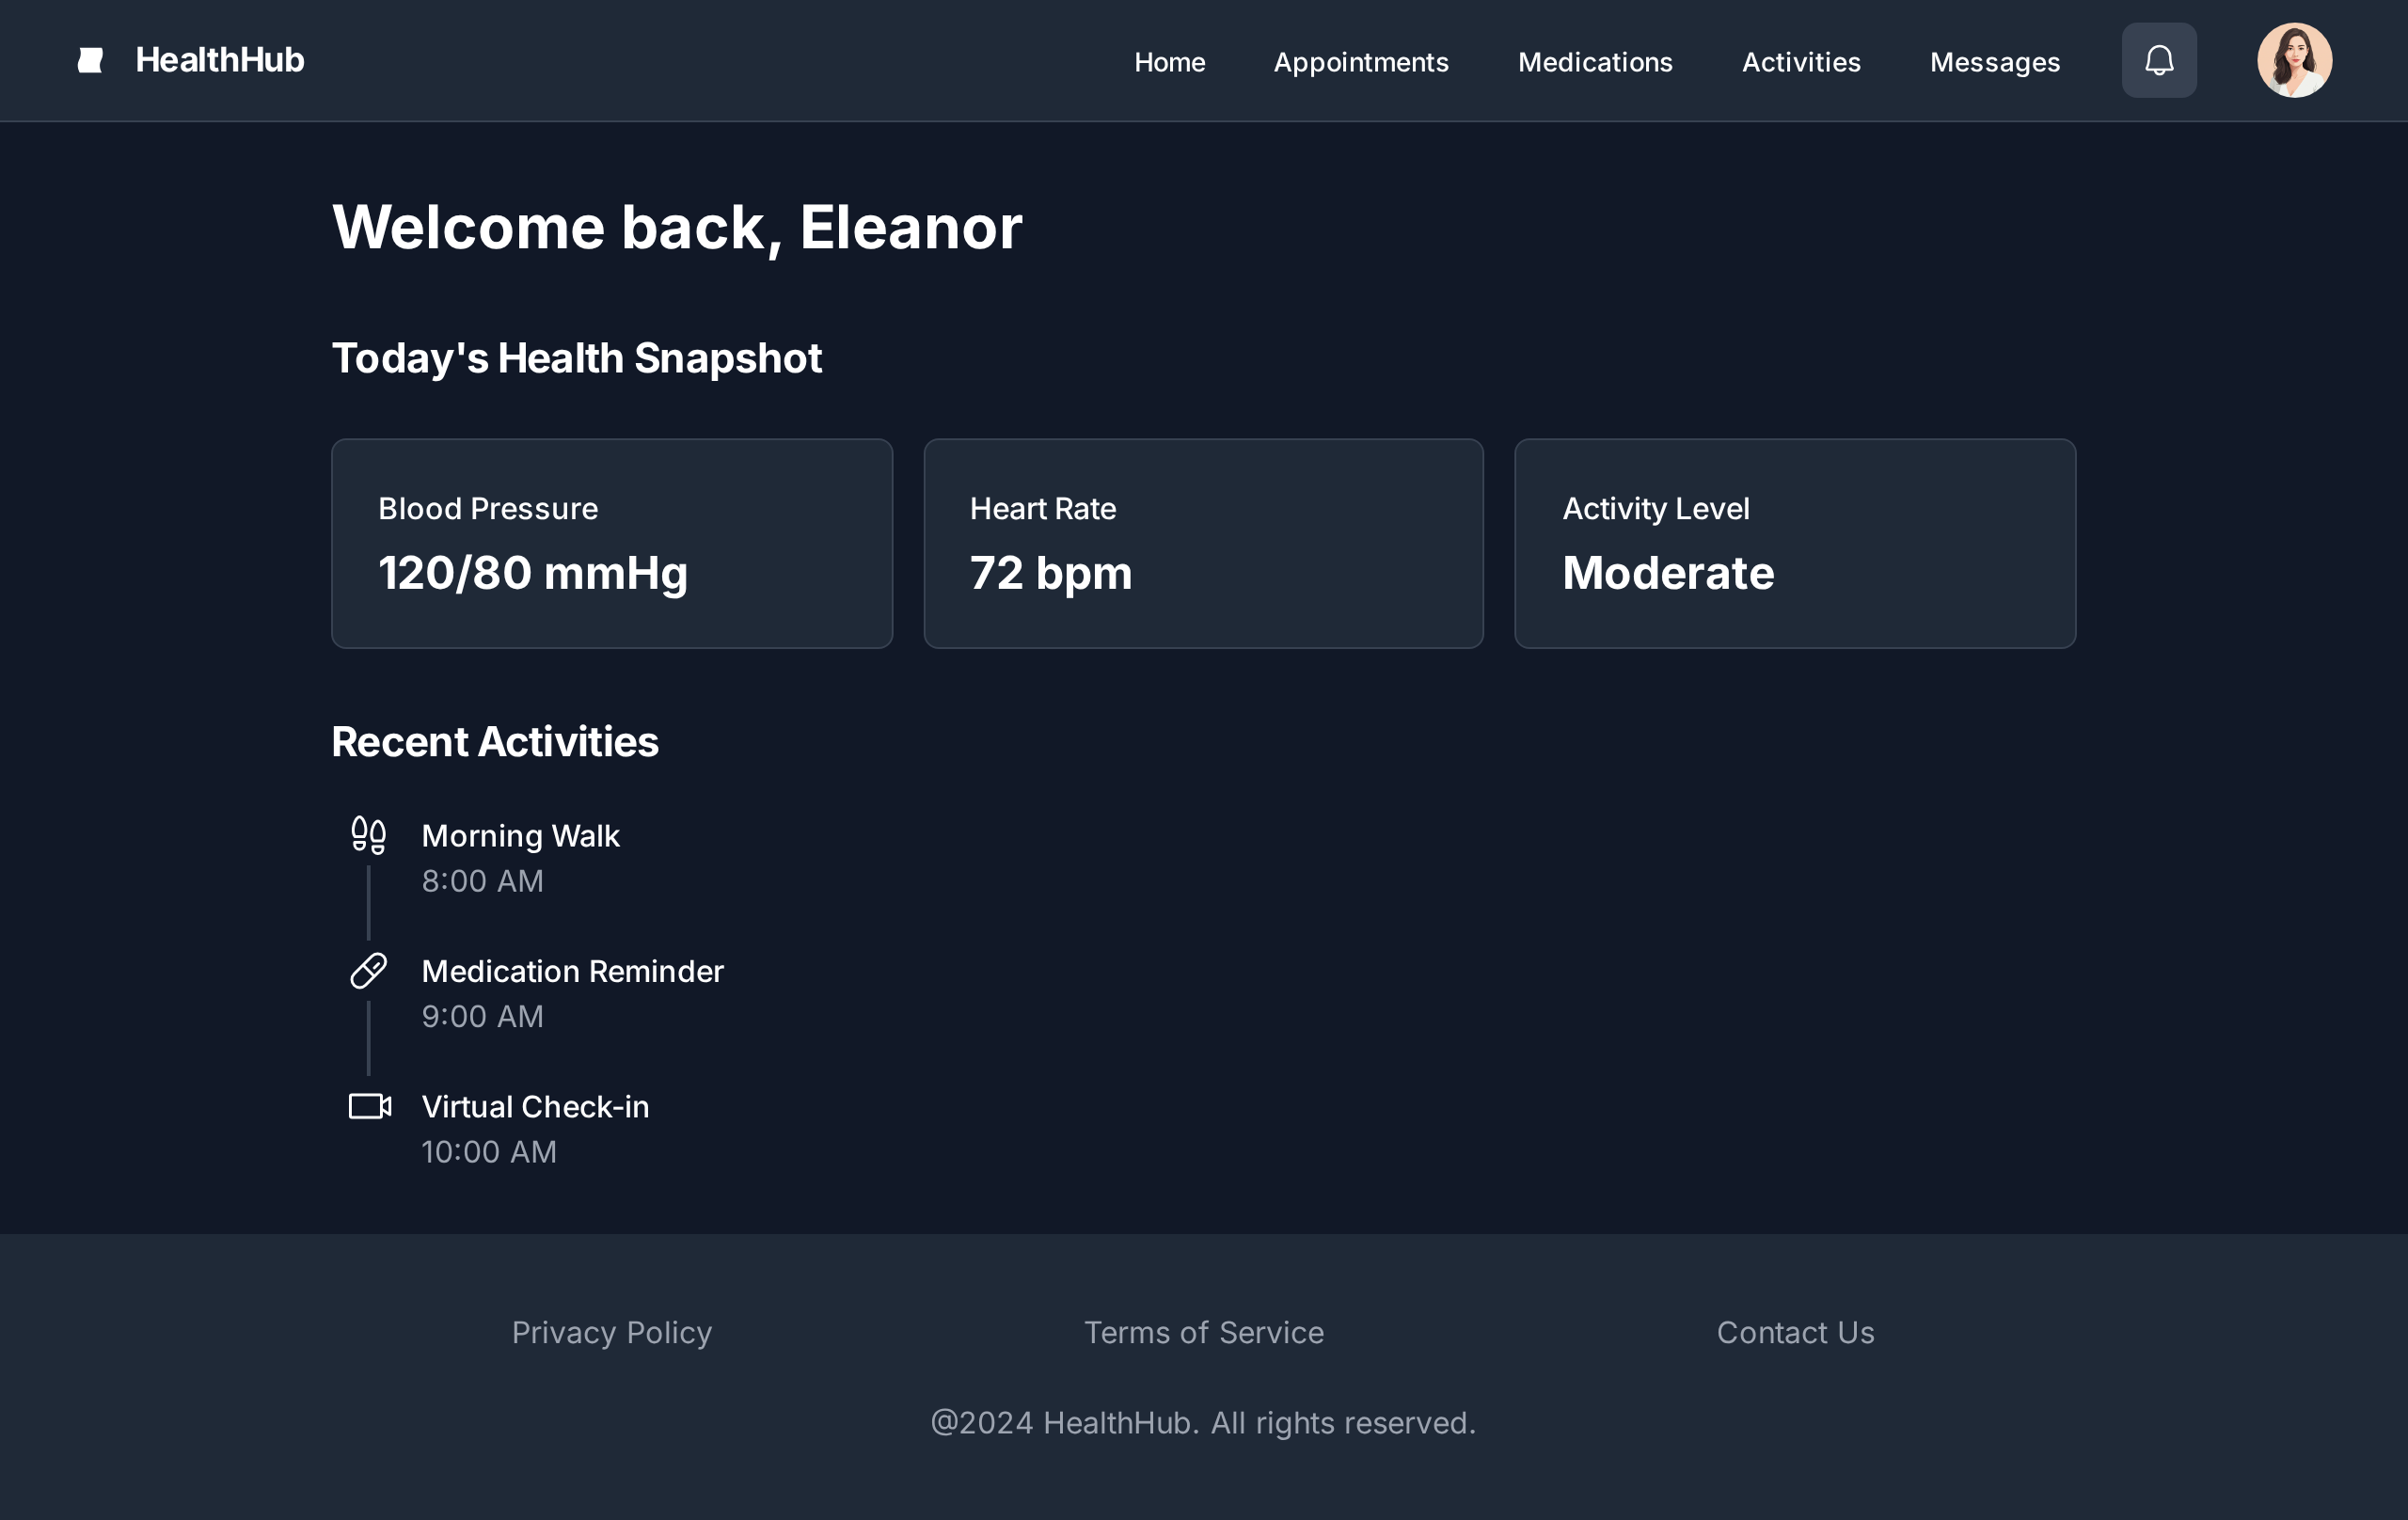 HealthHub
Home Appointments Medications Activities Messages
Welcome back, Eleanor
Today's Health Snapshot
Blood Pressure
120/80 mmHg
Heart Rate
72 bpm
Activity Level
Moderate
Recent Activities
Morning Walk
8:00 AM
Medication Reminder
9:00 AM
Virtual Check-in
10:00 AM
Privacy Policy Terms of Service Contact Us
@2024 HealthHub. All rights reserved.